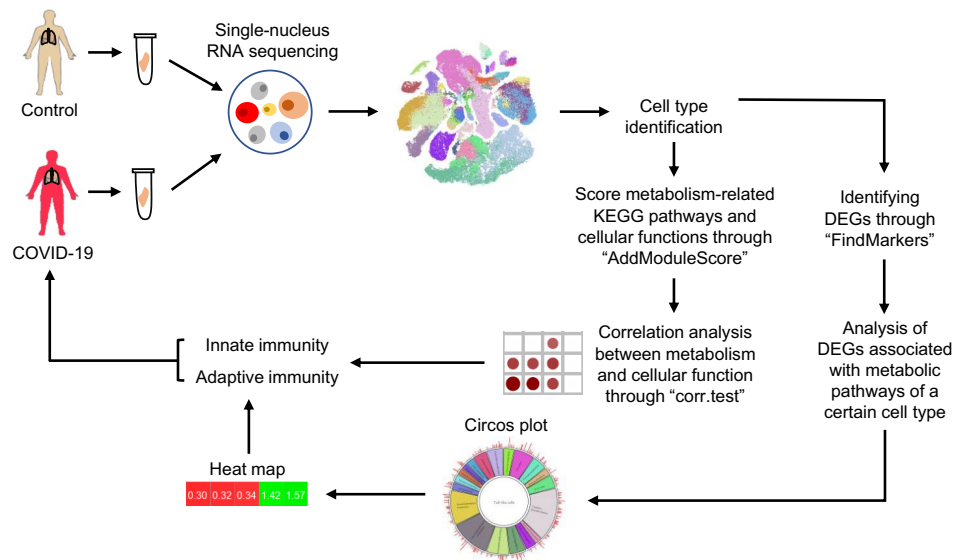 Single-nucleus
RNA sequencing
Control
Cell type
identification
COVID-19
Score metabolism-related
KEGG pathways and
cellular functions through
“AddModuleScore”
Identifying
DEGs through
“FindMarkers”
Innate immunity
Adaptive immunity
Correlation analysis
between metabolism
and cellular function
through “corr.test”
Analysis of
DEGs associated
with metabolic
pathways of a
certain cell type
Circos plot
Heat map
0.30 0.32 0.34 1.42 1.57